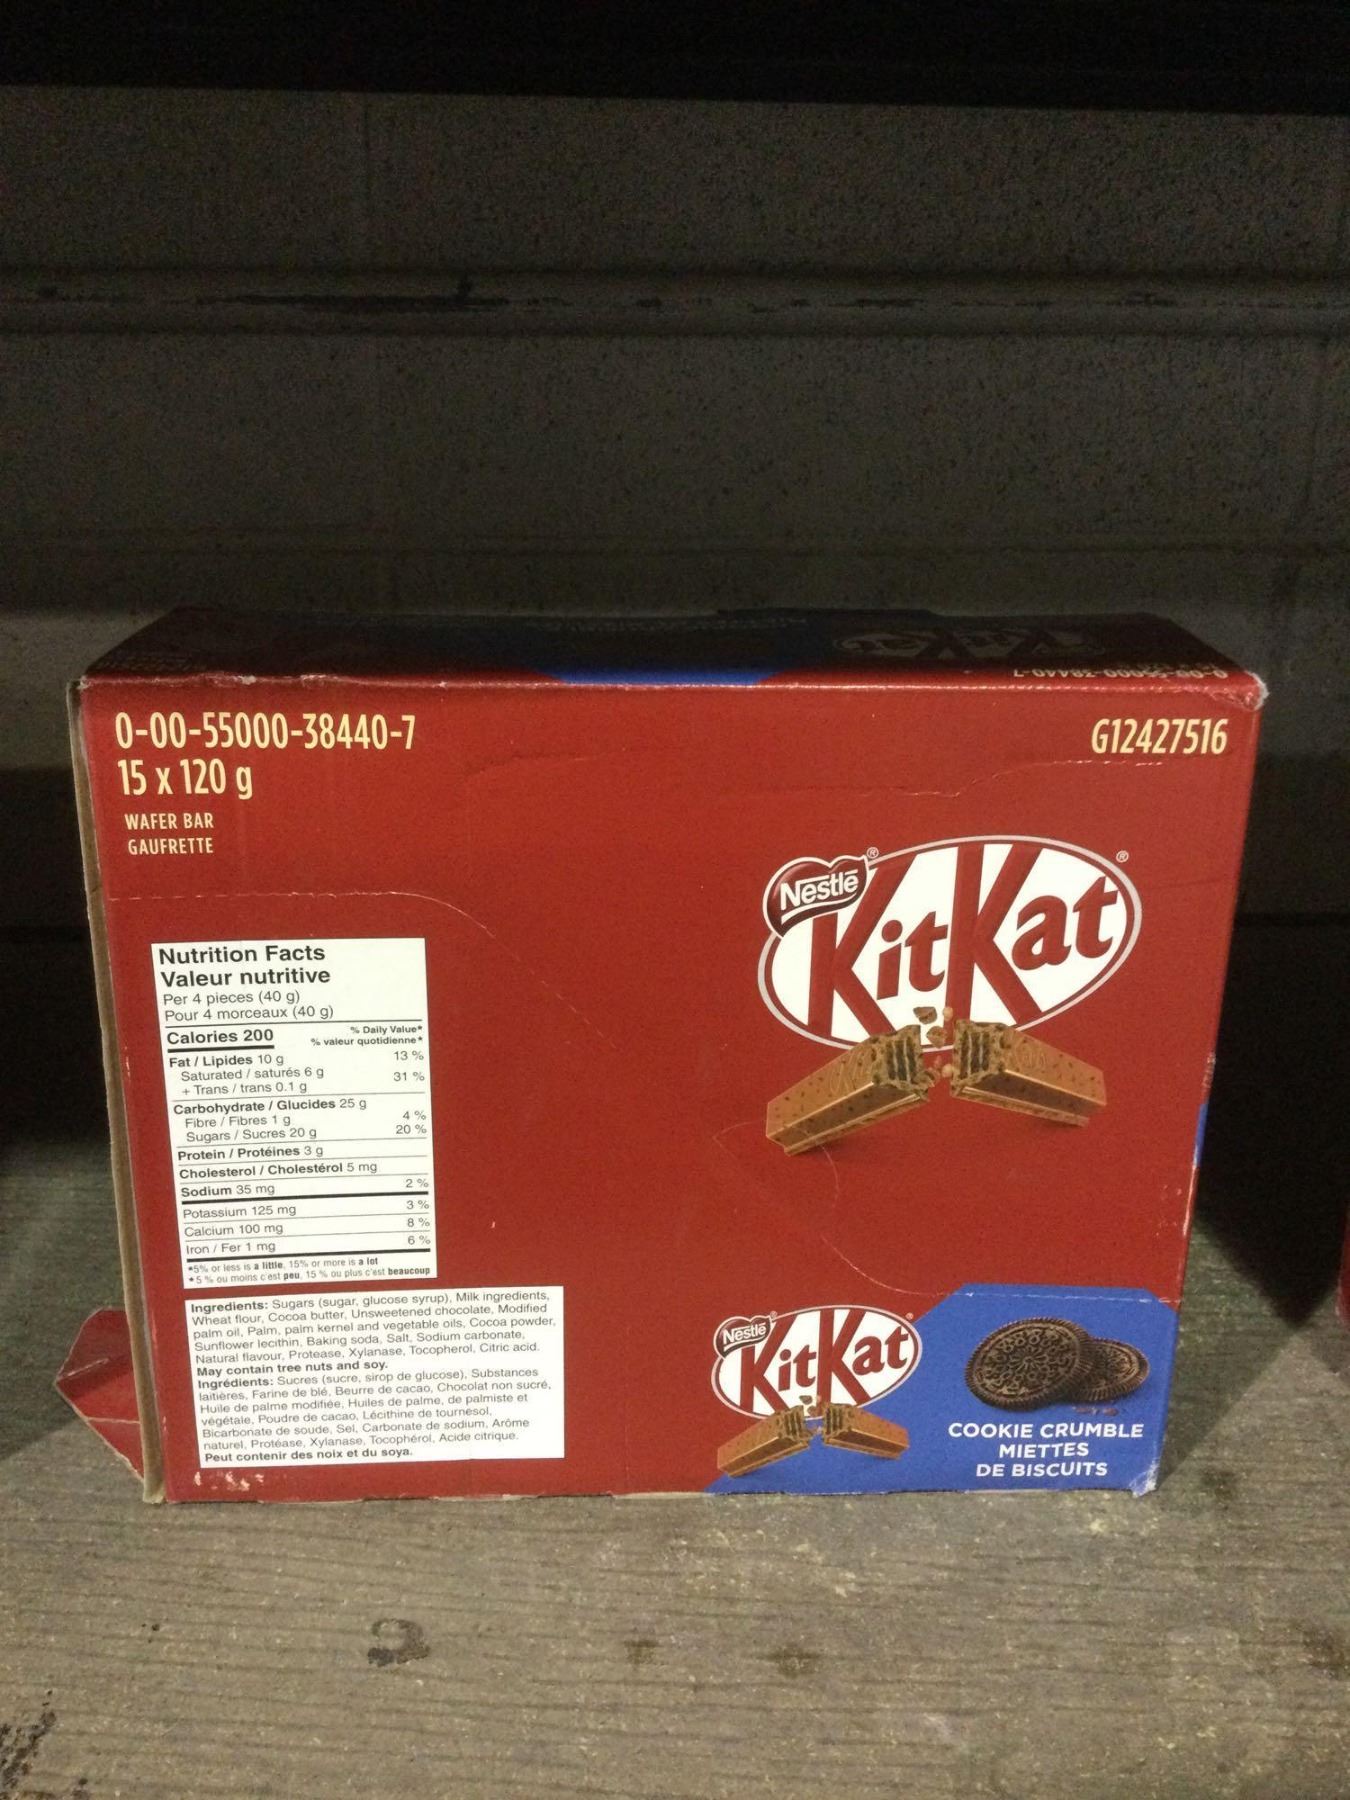 0-00-55000-38440-7
0-00-55000-38440-7
15 x 120 g
WAFER BAR
GAUFRETTE
G12427516
Nestlé®
KitKat®
Nutrition Facts
Valeur nutritive
Per 4 pieces (40 g)
Pour 4 morceaux (40 g)
Calories 200
% Daily Value*
% valeur quotidienne*
Fat / Lipides 10 g 13 %
Saturated / saturés 6 g
+ Trans / trans 0.1 g 31 %
Carbohydrate / Glucides 25 g
Fibre / Fibres 1 g 4 %
Sugars / Sucres 20 g 20 %
Protein / Protéines 3 g
Cholesterol / Cholestérol 5 mg
Sodium 35 mg 2 %
Potassium 125 mg 3 %
Calcium 100 mg 8 %
Iron / Fer 1 mg 6 %
*5% or less is a little, 15% or more is a lot
*5 % ou moins c'est peu, 15 % ou plus c'est beaucoup
Ingredients: Sugars (sugar, glucose syrup), Milk ingredients,
Wheat flour, Cocoa butter, Unsweetened chocolate, Modified
palm oil, Palm, palm kernel and vegetable oils, Cocoa powder,
Sunflower lecithin, Baking soda, Salt, Sodium carbonate,
Natural flavour, Protease, Xylanase, Tocopherol, Citric acid.
May contain tree nuts and soy.
Ingrédients: Sucres (sucre, sirop de glucose), Substances
laitières, Farine de blé, Beurre de cacao, Chocolat non sucré,
Huile de palme modifiée, Huiles de palme, de palmiste et
végétale, Poudre de cacao, Lécithine de tournesol,
Bicarbonate de soude, Sel, Carbonate de sodium, Arôme
naturel, Protéase, Xylanase, Tocophérol, Acide citrique.
Peut contenir des noix et du soya.
Nestlé®
KitKat®
COOKIE CRUMBLE
MIETTES
DE BISCUITS